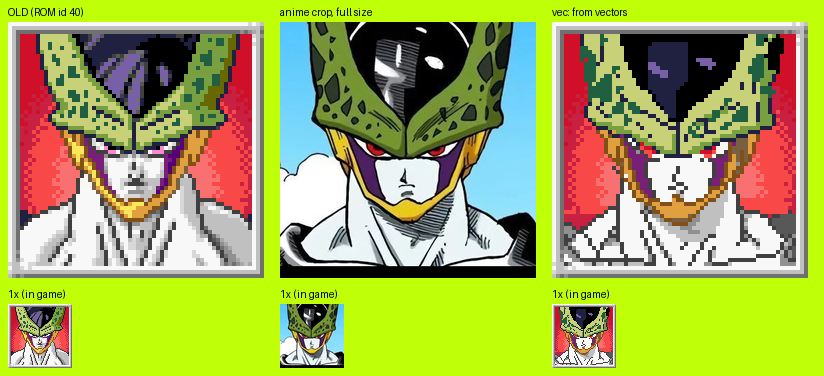 OLD (ROM id 40)
anime crop, full size
vec: from vectors
1x (in game)
1x (in game)
1x (in game)